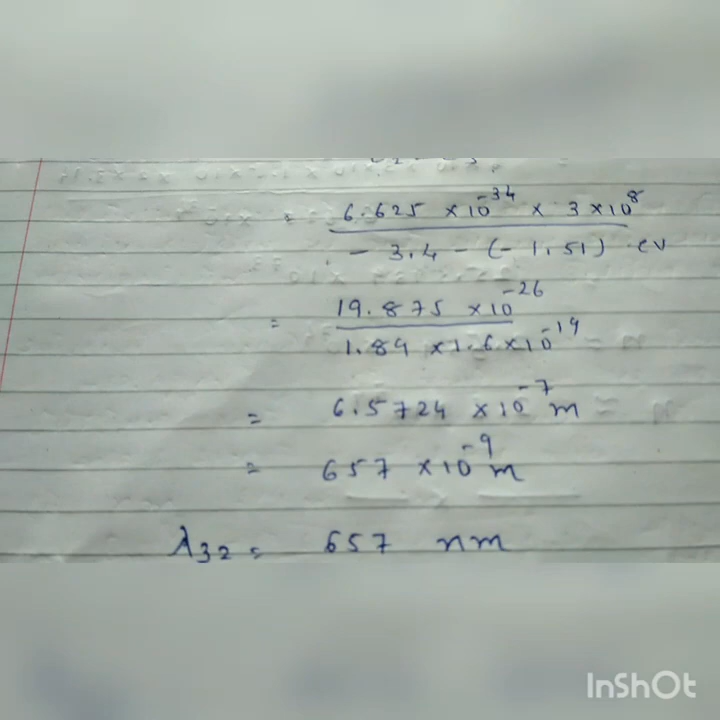 = 6.625 × 10^-34 × 3 × 10^8
- 3.4 - (- 1.51) ev
= 19.875 × 10^-26
1.89 × 1.6 × 10^-19
= 6.5724 × 10^-7 m
= 657 × 10^-9 m
λ32 = 657 nm
InShOt